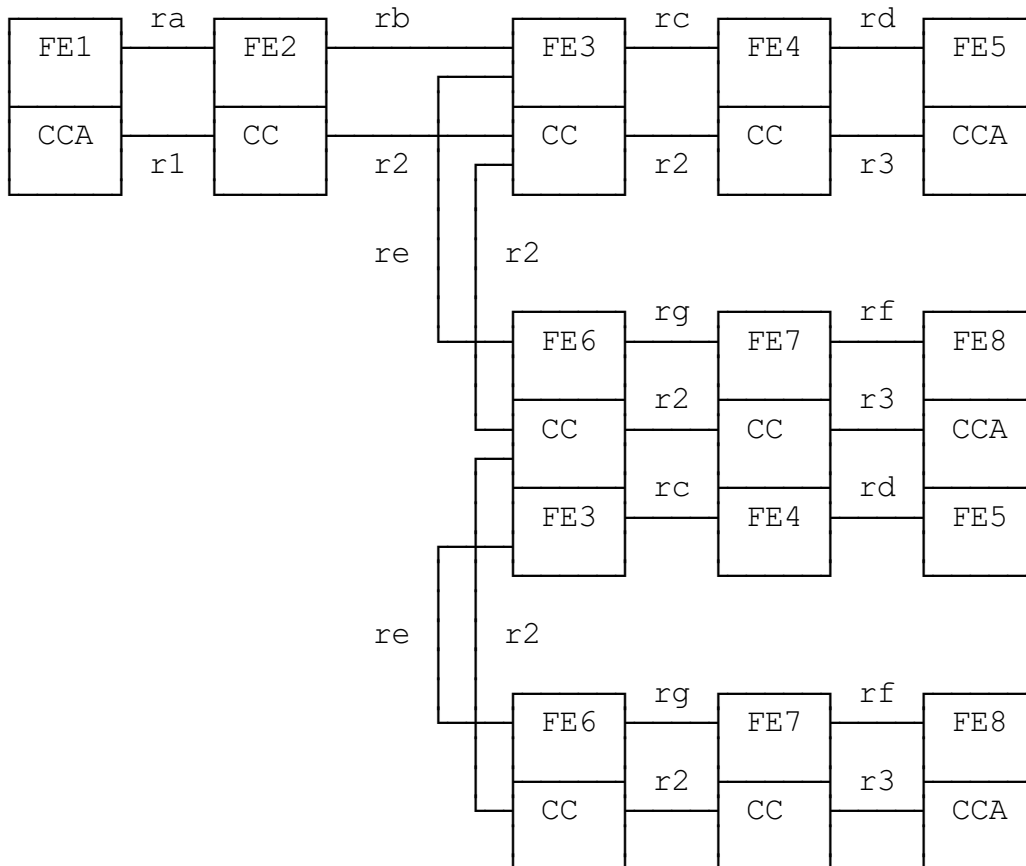 ra rb rc rd
FE1 FE2 FE3 FE4 FE5
CCA CC CC CC CCA
r1 r2 r2 r3
re r2
rg rf
FE6 FE7 FE8
r2 r3
CC CC CCA
rc rd
FE3 FE4 FE5
re r2
rg rf
FE6 FE7 FE8
r2 r3
CC CC CCA